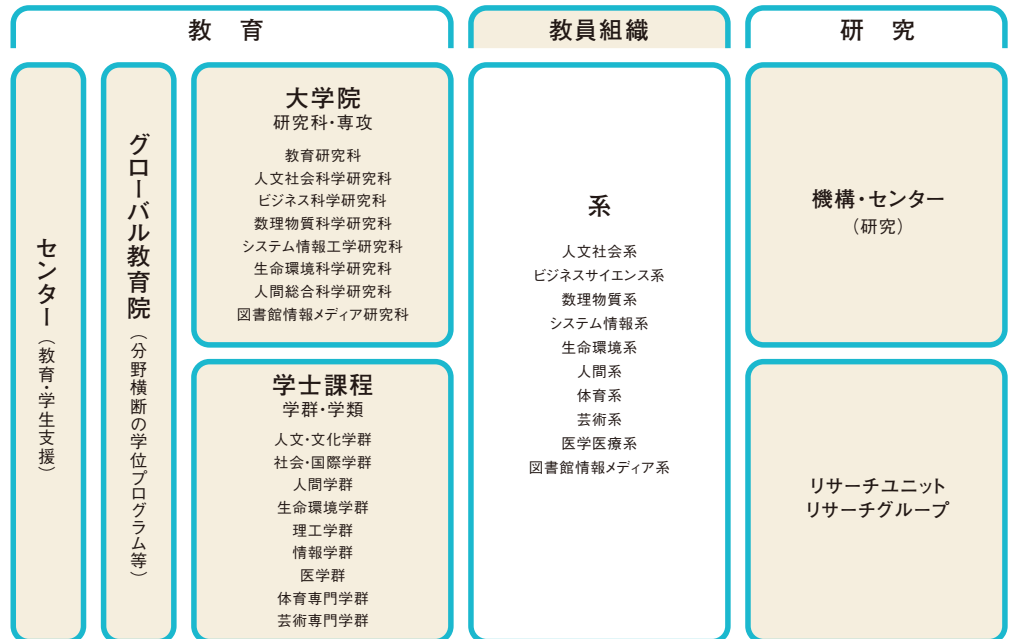 教 育
教員組織
研 究
センター（教育・学生支援）
グローバル教育院（分野横断の学位プログラム等）
大学院
研究科・専攻
教育研究科
人文社会科学研究科
ビジネス科学研究科
数理物質科学研究科
システム情報工学研究科
生命環境科学研究科
人間総合科学研究科
図書館情報メディア研究科
学士課程
学群・学類
人文・文化学群
社会・国際学群
人間学群
生命環境学群
理工学群
情報学群
医学群
体育専門学群
芸術専門学群
系
人文社会系
ビジネスサイエンス系
数理物質系
システム情報系
生命環境系
人間系
体育系
芸術系
医学医療系
図書館情報メディア系
機構・センター
（研究）
リサーチユニット
リサーチグループ